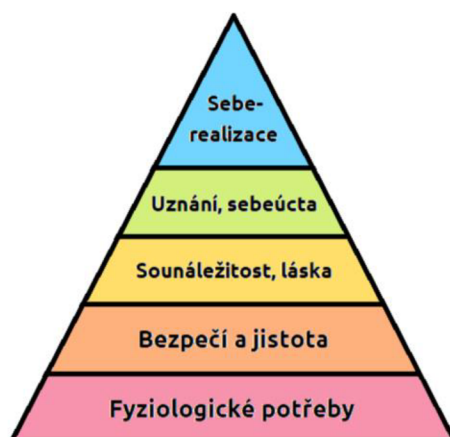 Sebe-
realizace
Uznání, sebeúcta
Sounáležitost, láska
Bezpečí a jistota
Fyziologické potřeby